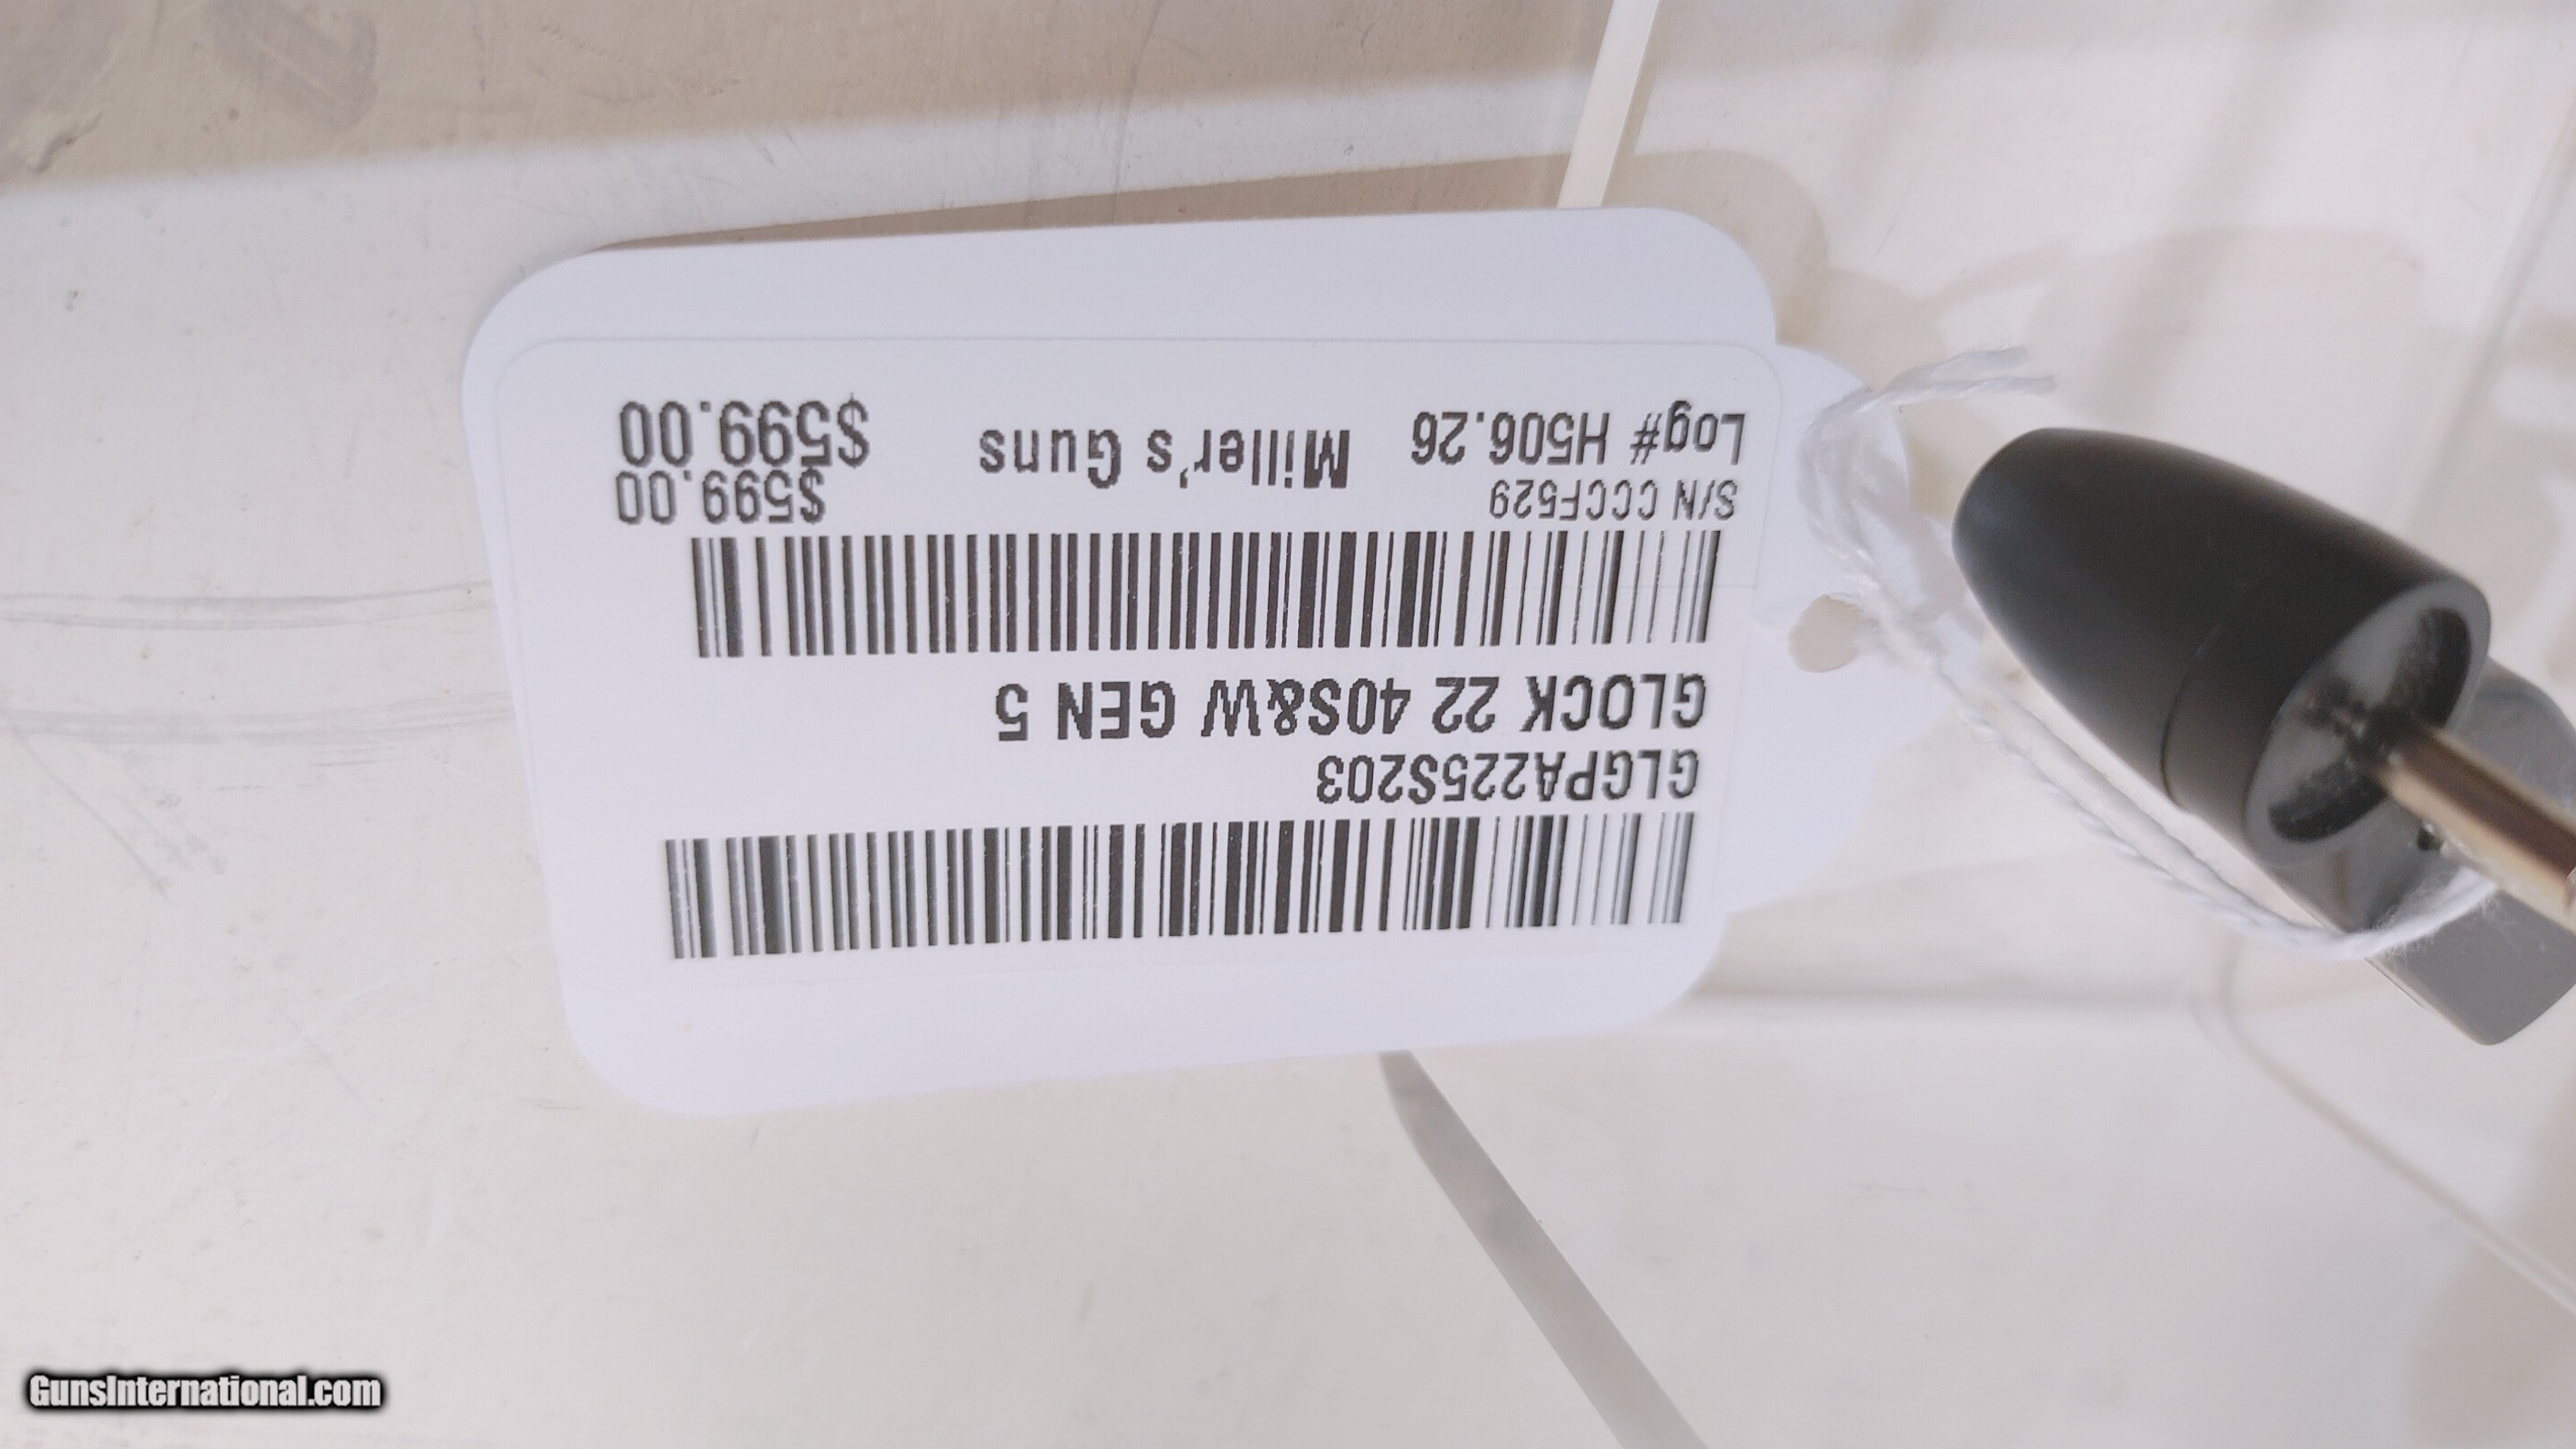 GLGPA225S203
GLOCK 22 40S&W GEN 5
S/N CCCF529 $599.00
Log# H506.26 Miller's Guns $599.00
GunsInternational.com